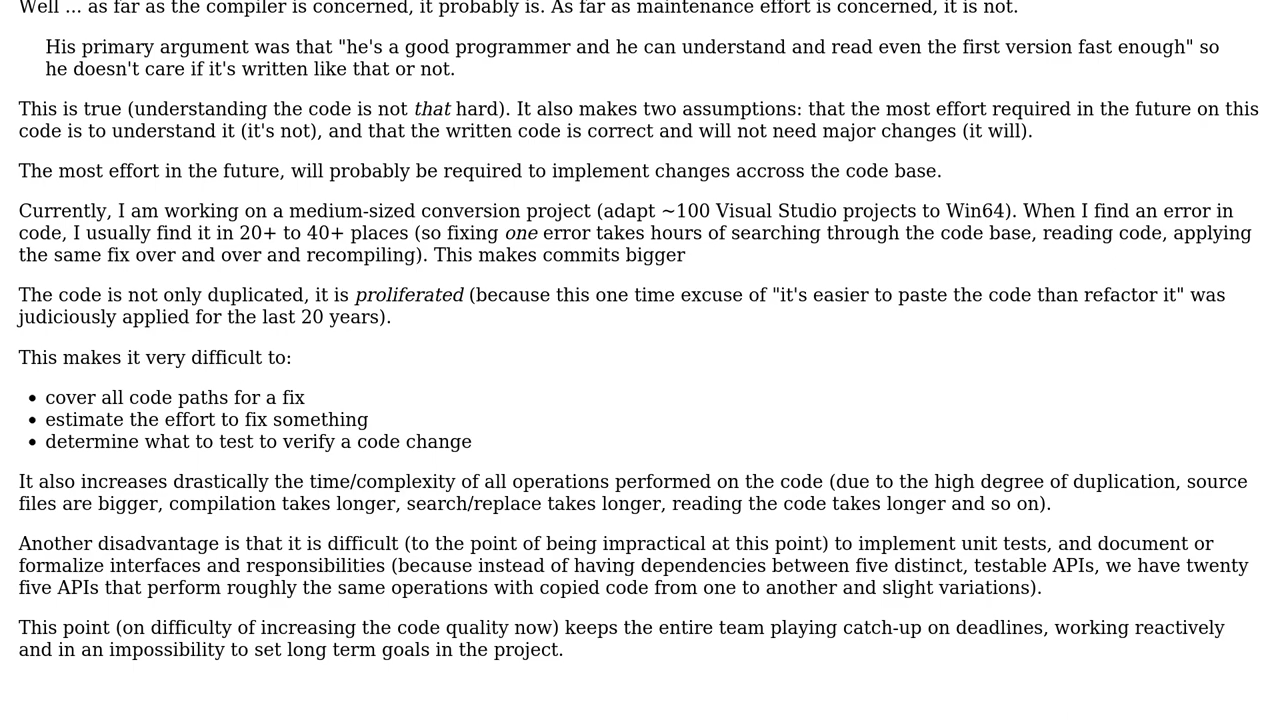 Well ... as far as the compiler is concerned, it probably is. As far as maintenance effort is concerned, it is not.
His primary argument was that "he's a good programmer and he can understand and read even the first version fast enough" so
he doesn't care if it's written like that or not.
This is true (understanding the code is not that hard). It also makes two assumptions: that the most effort required in the future on this
code is to understand it (it's not), and that the written code is correct and will not need major changes (it will).
The most effort in the future, will probably be required to implement changes accross the code base.
Currently, I am working on a medium-sized conversion project (adapt ~100 Visual Studio projects to Win64). When I find an error in
code, I usually find it in 20+ to 40+ places (so fixing one error takes hours of searching through the code base, reading code, applying
the same fix over and over and recompiling). This makes commits bigger
The code is not only duplicated, it is proliferated (because this one time excuse of "it's easier to paste the code than refactor it" was
judiciously applied for the last 20 years).
This makes it very difficult to:
• cover all code paths for a fix
• estimate the effort to fix something
• determine what to test to verify a code change
It also increases drastically the time/complexity of all operations performed on the code (due to the high degree of duplication, source
files are bigger, compilation takes longer, search/replace takes longer, reading the code takes longer and so on).
Another disadvantage is that it is difficult (to the point of being impractical at this point) to implement unit tests, and document or
formalize interfaces and responsibilities (because instead of having dependencies between five distinct, testable APIs, we have twenty
five APIs that perform roughly the same operations with copied code from one to another and slight variations).
This point (on difficulty of increasing the code quality now) keeps the entire team playing catch-up on deadlines, working reactively
and in an impossibility to set long term goals in the project.